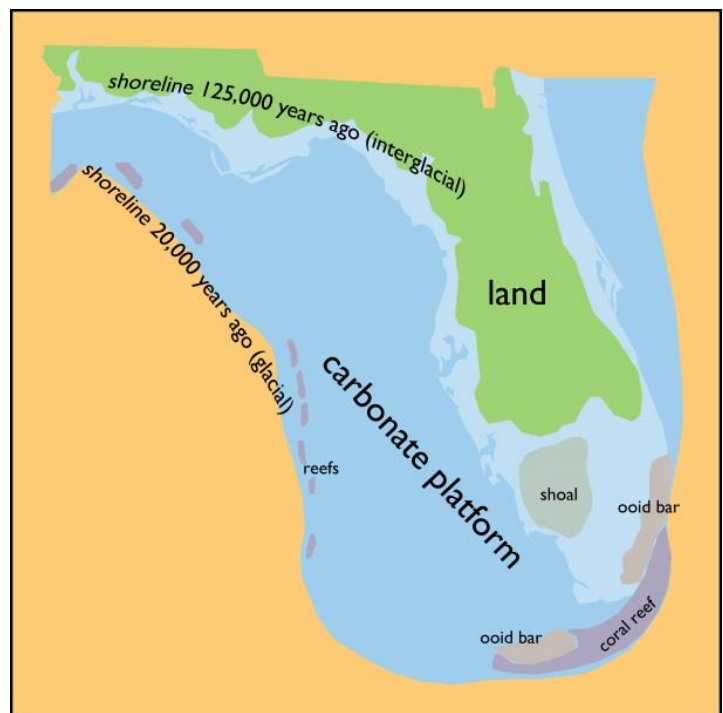 shoreline 125,000 years ago (interglacial)
shoreline 20,000 years ago (glacial)
land
carbonate platform
reefs
shoal
ooid bar
ooid bar
coral reef